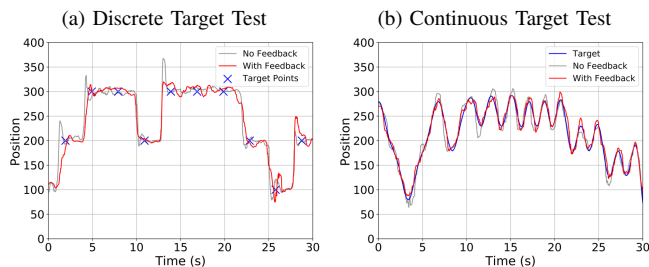 (a) Discrete Target Test
(b) Continuous Target Test
400
350
300
250
200
150
100
50
0
Position
No Feedback
With Feedback
Target Points
0
5
10
15
20
25
30
Time (s)
400
350
300
250
200
150
100
50
0
Position
Target
No Feedback
With Feedback
0
5
10
15
20
25
30
Time (s)